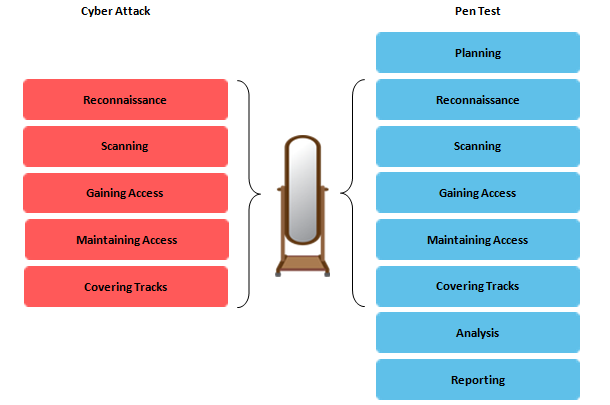 Cyber Attack
Pen Test
Planning
Reconnaissance
Reconnaissance
Scanning
Scanning
Gaining Access
Gaining Access
Maintaining Access
Maintaining Access
Covering Tracks
Covering Tracks
Analysis
Reporting